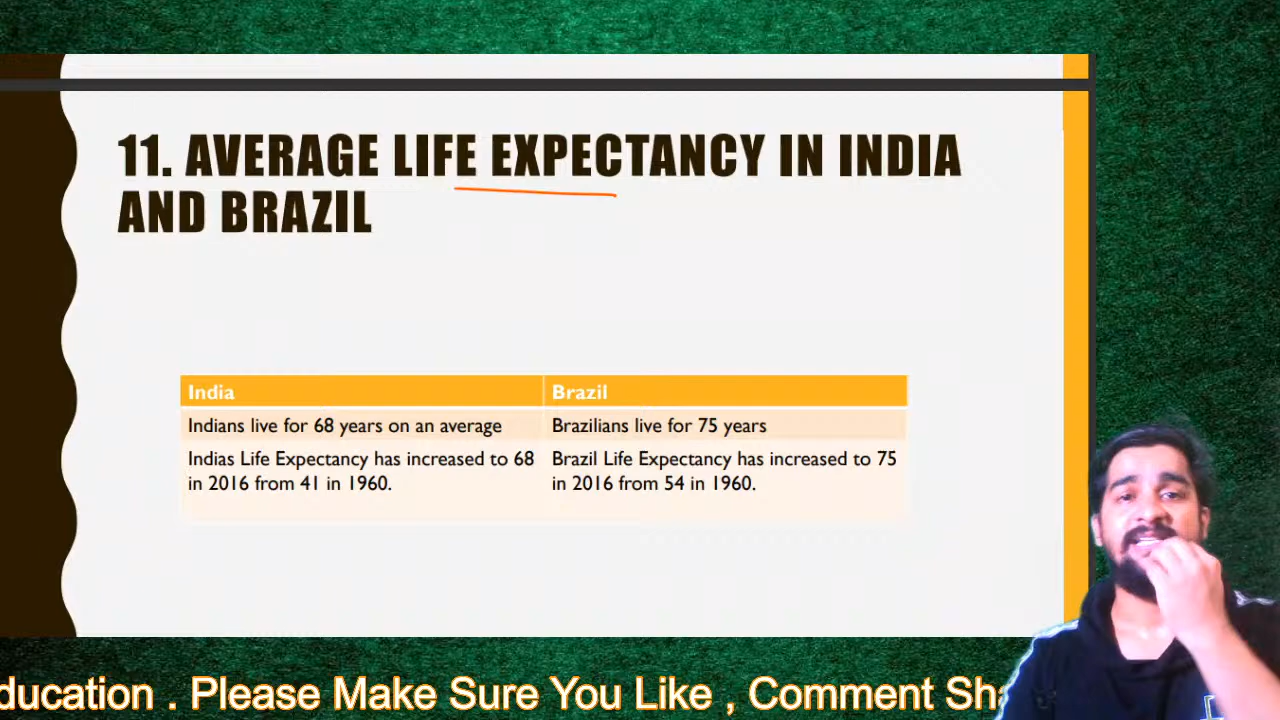 11. AVERAGE LIFE EXPECTANCY IN INDIA
AND BRAZIL
India
Brazil
Indians live for 68 years on an average
Brazilians live for 75 years
Indias Life Expectancy has increased to 68
in 2016 from 41 in 1960.
Brazil Life Expectancy has increased to 75
in 2016 from 54 in 1960.
ducation . Please Make Sure You Like , Comment Sha